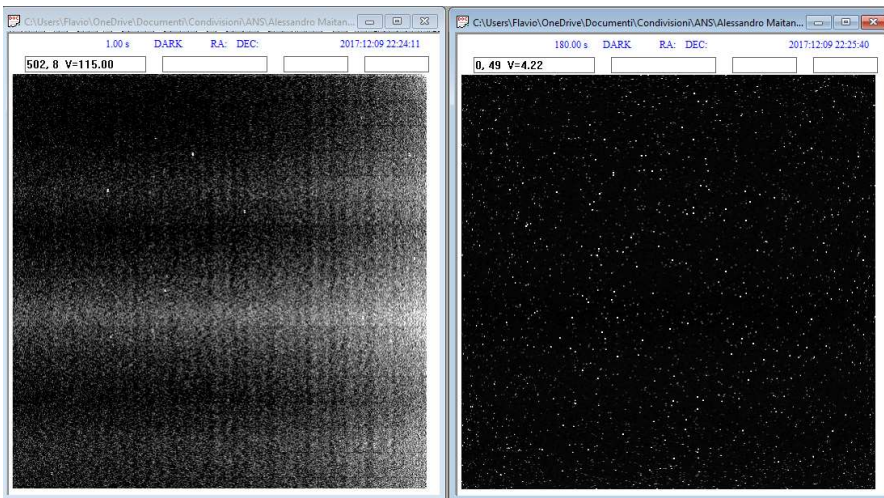 C:\Users\Flavio\OneDrive\Documenti\Condivisioni\ANS\Alessandro Maitan...
1.00 s DARK RA: DEC: 2017:12:09 22:24:11
502, 8 V=115.00
C:\Users\Flavio\OneDrive\Documenti\Condivisioni\ANS\Alessandro Maitan...
180.00 s DARK RA: DEC: 2017:12:09 22:25:40
0, 49 V=4.22